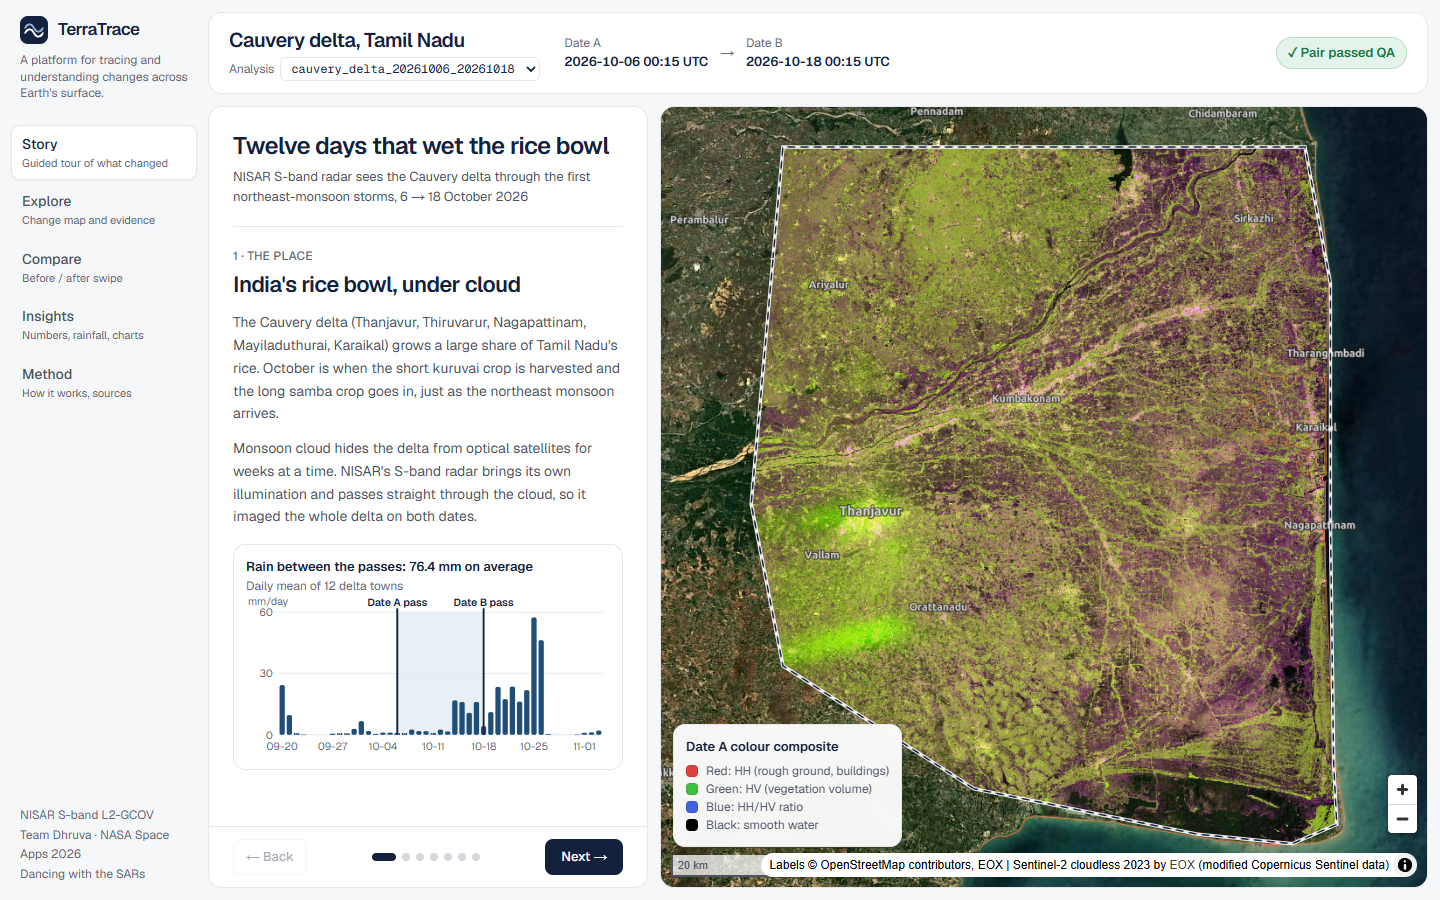 TerraTrace
A platform for tracing and
understanding changes across
Earth's surface.
Story
Guided tour of what changed
Explore
Change map and evidence
Compare
Before / after swipe
Insights
Numbers, rainfall, charts
Method
How it works, sources
NISAR S-band L2-GCOV
Team Dhruva · NASA Space
Apps 2026
Dancing with the SARs
Cauvery delta, Tamil Nadu
Analysis cauvery_delta_20261006_20261018
Date A
2026-10-06 00:15 UTC
→
Date B
2026-10-18 00:15 UTC
✓ Pair passed QA
Twelve days that wet the rice bowl
NISAR S-band radar sees the Cauvery delta through the first
northeast-monsoon storms, 6 → 18 October 2026
1 · THE PLACE
India's rice bowl, under cloud
The Cauvery delta (Thanjavur, Thiruvarur, Nagapattinam,
Mayiladuthurai, Karaikal) grows a large share of Tamil Nadu's
rice. October is when the short kuruvai crop is harvested and
the long samba crop goes in, just as the northeast monsoon
arrives.
Monsoon cloud hides the delta from optical satellites for
weeks at a time. NISAR's S-band radar brings its own
illumination and passes straight through the cloud, so it
imaged the whole delta on both dates.
Rain between the passes: 76.4 mm on average
Daily mean of 12 delta towns
mm/day
Date A pass Date B pass
60
30
0
09-20 09-27 10-04 10-11 10-18 10-25 11-01
← Back
Next →
Pennadam
Chidambaram
Perambalur
Sirkazhi
Ariyalur
Tharangambadi
Kumbakonam
Karaikal
Thanjavur
Nagapattinam
Vallam
Orattanadu
Date A colour composite
Red: HH (rough ground, buildings)
Green: HV (vegetation volume)
Blue: HH/HV ratio
Black: smooth water
+
−
20 km
Labels © OpenStreetMap contributors, EOX | Sentinel-2 cloudless 2023 by EOX (modified Copernicus Sentinel data)